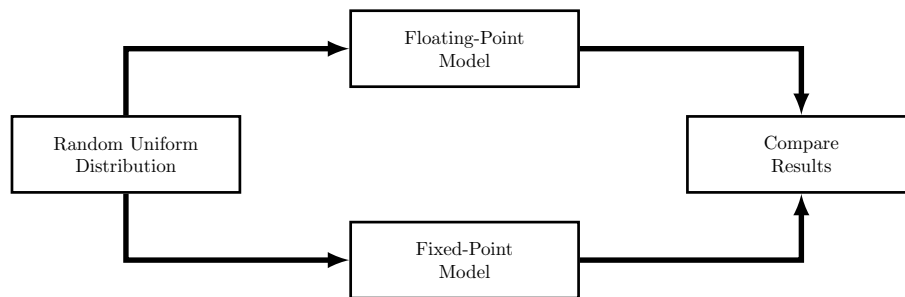 Floating-Point
Model
Random Uniform
Distribution
Compare
Results
Fixed-Point
Model